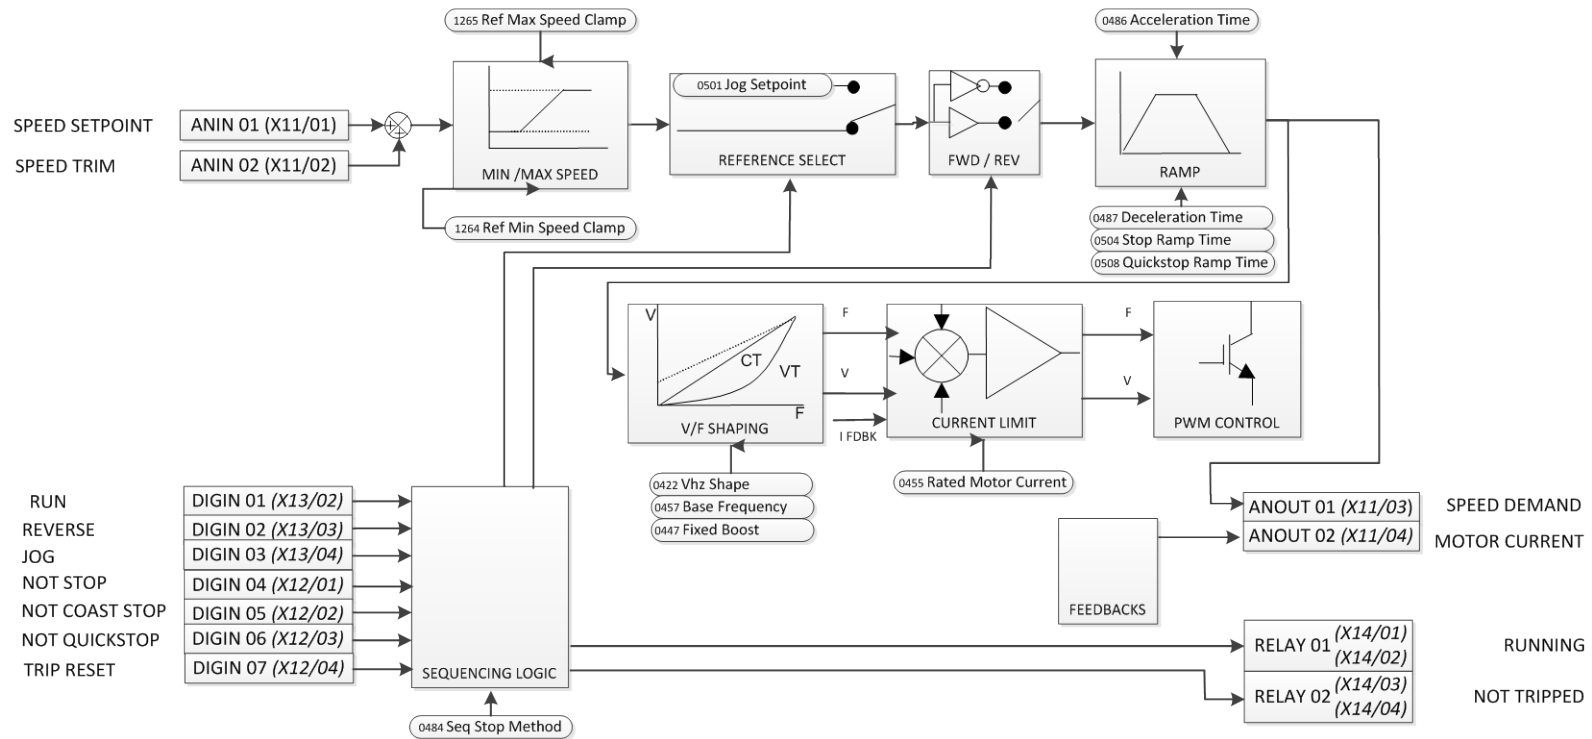 1265 Ref Max Speed Clamp
0486 Acceleration Time
0501 Jog Setpoint
SPEED SETPOINT
ANIN 01 (X11/01)
SPEED TRIM
ANIN 02 (X11/02)
MIN /MAX SPEED
REFERENCE SELECT
FWD / REV
RAMP
1264 Ref Min Speed Clamp
0487 Deceleration Time
0504 Stop Ramp Time
0508 Quickstop Ramp Time
V
CT
VT
F
V/F SHAPING
F
V
I FDBK
CURRENT LIMIT
F
V
PWM CONTROL
0422 Vhz Shape
0457 Base Frequency
0447 Fixed Boost
0455 Rated Motor Current
RUN
DIGIN 01 (X13/02)
REVERSE
DIGIN 02 (X13/03)
JOG
DIGIN 03 (X13/04)
NOT STOP
DIGIN 04 (X12/01)
NOT COAST STOP
DIGIN 05 (X12/02)
NOT QUICKSTOP
DIGIN 06 (X12/03)
TRIP RESET
DIGIN 07 (X12/04)
SEQUENCING LOGIC
0484 Seq Stop Method
FEEDBACKS
ANOUT 01 (X11/03)
SPEED DEMAND
ANOUT 02 (X11/04)
MOTOR CURRENT
RELAY 01 (X14/01)
(X14/02)
RUNNING
RELAY 02 (X14/03)
(X14/04)
NOT TRIPPED